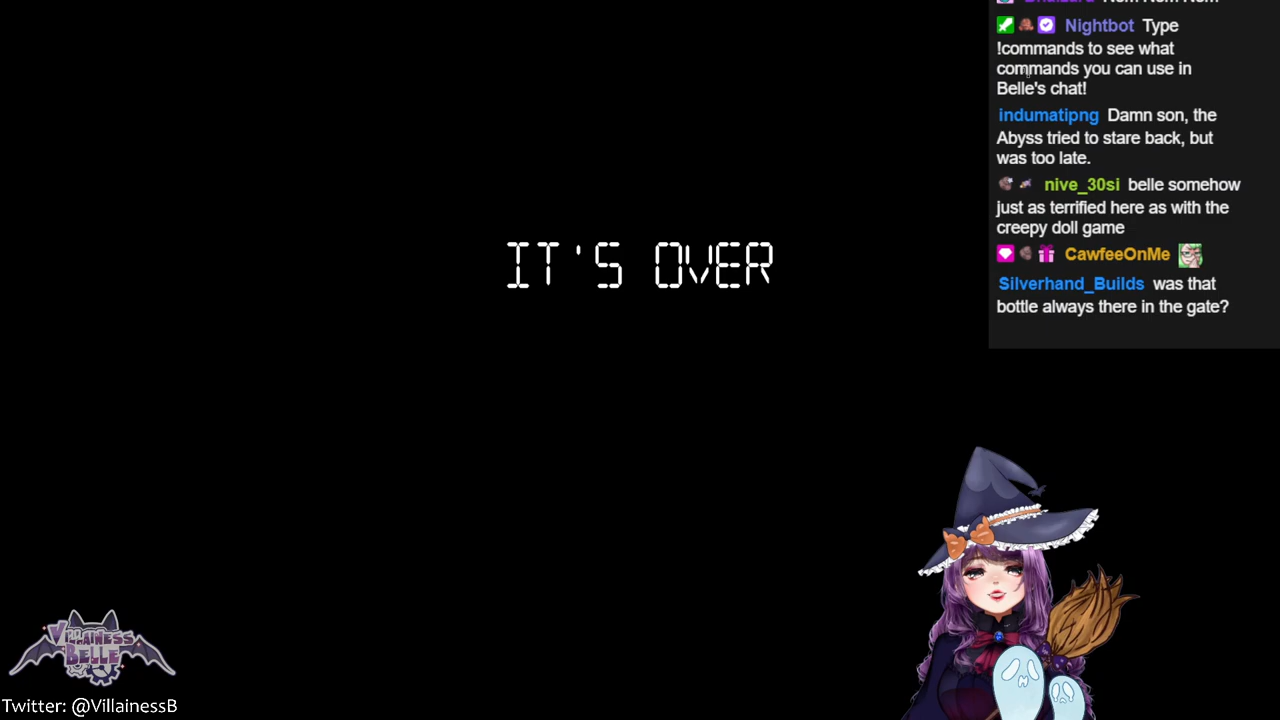 Nightbot Type
!commands to see what
commands you can use in
Belle's chat!
indumatipng Damn son, the
Abyss tried to stare back, but
was too late.
nive_30si belle somehow
just as terrified here as with the
creepy doll game
CawfeeOnMe
Silverhand_Builds was that
bottle always there in the gate?
IT'S OVER
VILLAINESS
BELLE
Twitter: @VillainessB